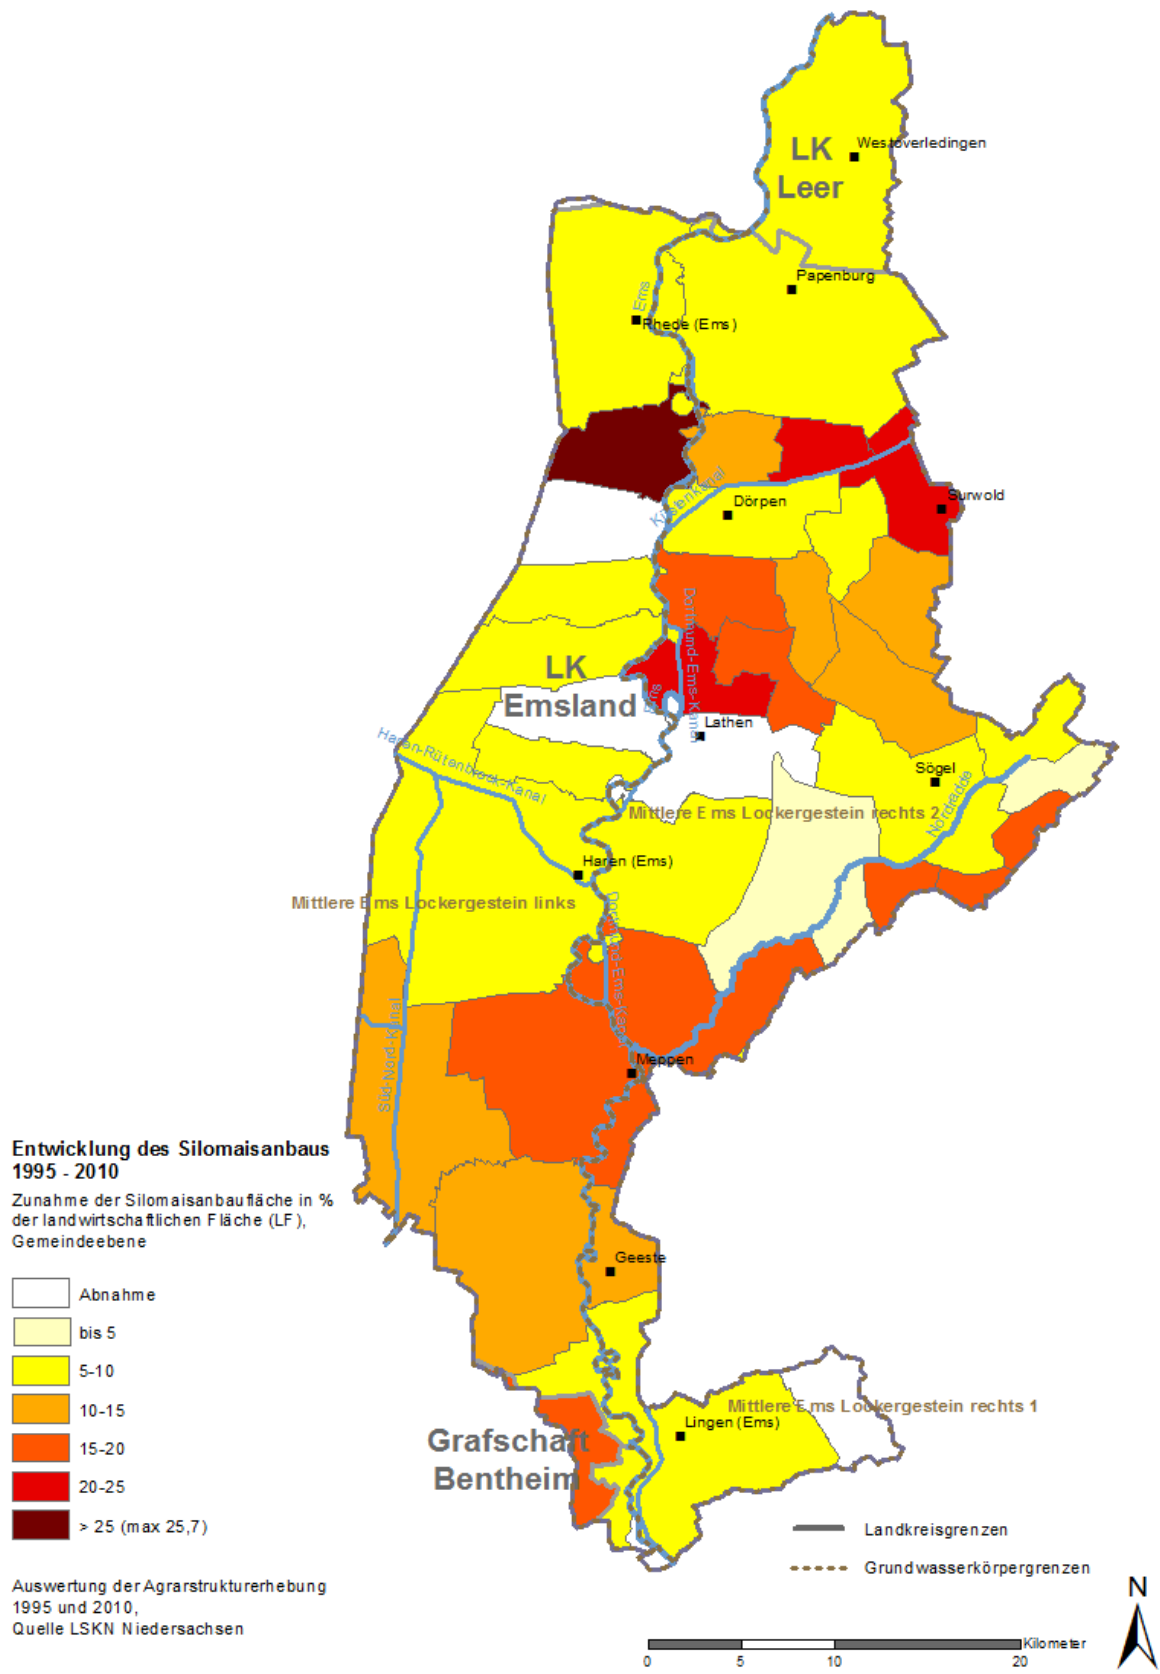 Westoverledingen
LK
Leer
Papenburg
Ems
Rhede (Ems)
Küstenkanal
Dörpen
Surwold
Dortmund-Ems-Kanal
LK
Emsland
Ems
Lathen
Haren-Rütenbrock-Kanal
Sögel
Nordradde
Mittlere Ems Lockergestein rechts 2
Haren (Ems)
Mittlere Ems Lockergestein links
Dortmund-Ems-Kanal
Süd-Nord-Kanal
Meppen
Geeste
Mittlere Ems Lockergestein rechts 1
Lingen (Ems)
Grafschaft
Bentheim
Entwicklung des Silomaisanbaus
1995 - 2010
Zunahme der Silomaisanbaufläche in %
der landwirtschaftlichen Fläche (LF),
Gemeindeebene
Abnahme
bis 5
5-10
10-15
15-20
20-25
> 25 (max 25,7)
Auswertung der Agrarstrukturerhebung
1995 und 2010,
Quelle LSKN Niedersachsen
Landkreisgrenzen
Grundwasserkörpergrenzen
N
Kilometer
0 5 10 20